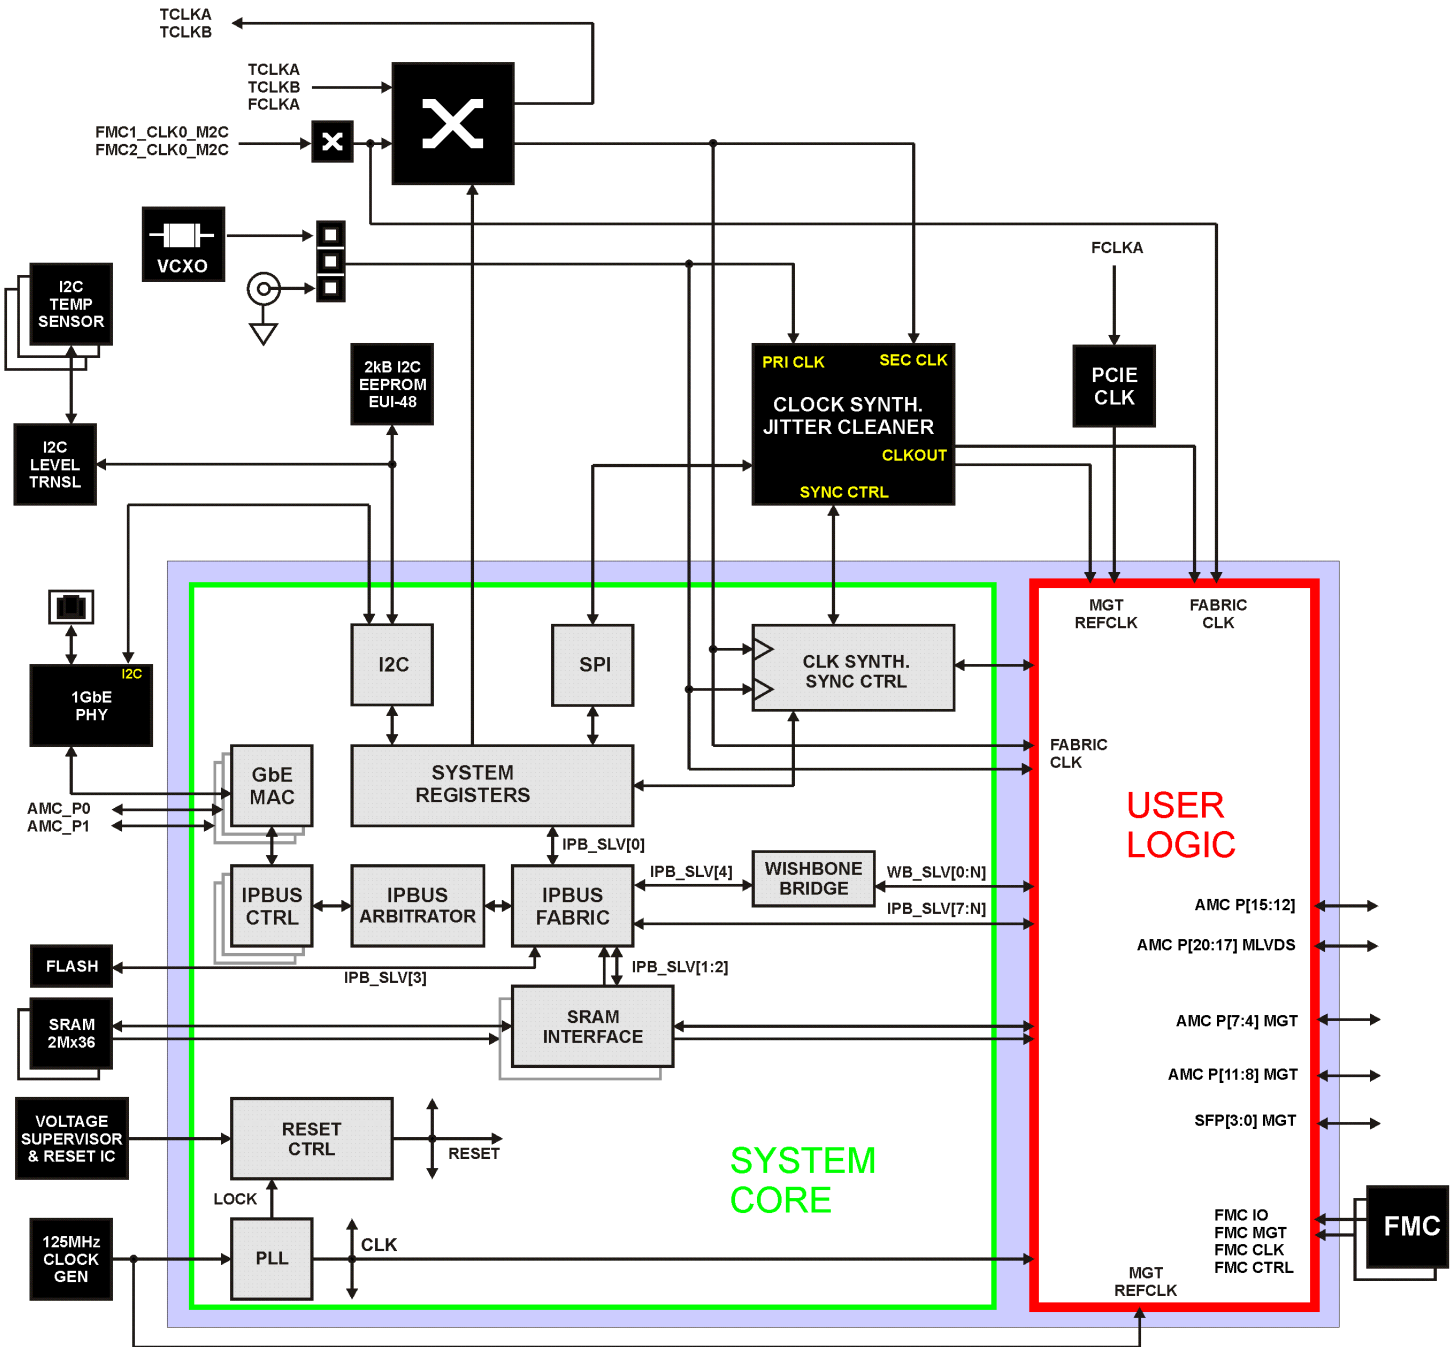 TCLKA
TCLKB
TCLKA
TCLKB
FCLKA
FMC1_CLK0_M2C
FMC2_CLK0_M2C
VCXO
FCLKA
I2C
TEMP
SENSOR
2kB I2C
EEPROM
EUI-48
PRI CLK
SEC CLK
CLOCK SYNTH.
JITTER CLEANER
CLKOUT
SYNC CTRL
PCIE
CLK
I2C
LEVEL
TRNSL
MGT
REFCLK
FABRIC
CLK
I2C
SPI
CLK SYNTH.
SYNC CTRL
I2C
1GbE
PHY
FABRIC
CLK
GbE
MAC
SYSTEM
REGISTERS
AMC_P0
AMC_P1
USER
LOGIC
IPB_SLV[0]
IPBUS
CTRL
IPBUS
ARBITRATOR
IPBUS
FABRIC
IPB_SLV[4]
WISHBONE
BRIDGE
WB_SLV[0:N]
IPB_SLV[7:N]
AMC P[15:12]
AMC P[20:17] MLVDS
FLASH
IPB_SLV[3]
IPB_SLV[1:2]
SRAM
2Mx36
SRAM
INTERFACE
AMC P[7:4] MGT
AMC P[11:8] MGT
SFP[3:0] MGT
VOLTAGE
SUPERVISOR
& RESET IC
RESET
CTRL
RESET
SYSTEM
CORE
LOCK
125MHz
CLOCK
GEN
PLL
CLK
FMC IO
FMC MGT
FMC CLK
FMC CTRL
FMC
MGT
REFCLK